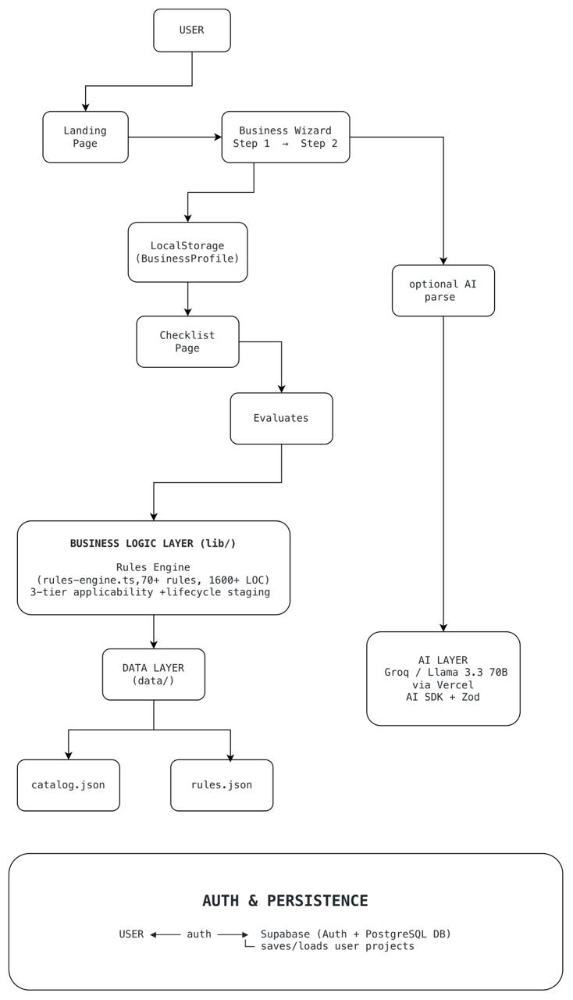 USER
Landing
Page
Business Wizard
Step 1 → Step 2
LocalStorage
(BusinessProfile)
optional AI
parse
Checklist
Page
Evaluates
BUSINESS LOGIC LAYER (lib/)
Rules Engine
(rules-engine.ts,70+ rules, 1600+ LOC)
3-tier applicability +lifecycle staging
DATA LAYER
(data/)
AI LAYER
Groq / Llama 3.3 70B
via Vercel
AI SDK + Zod
catalog.json
rules.json
AUTH & PERSISTENCE
USER ◄── auth ──► Supabase (Auth + PostgreSQL DB)
└─ saves/loads user projects